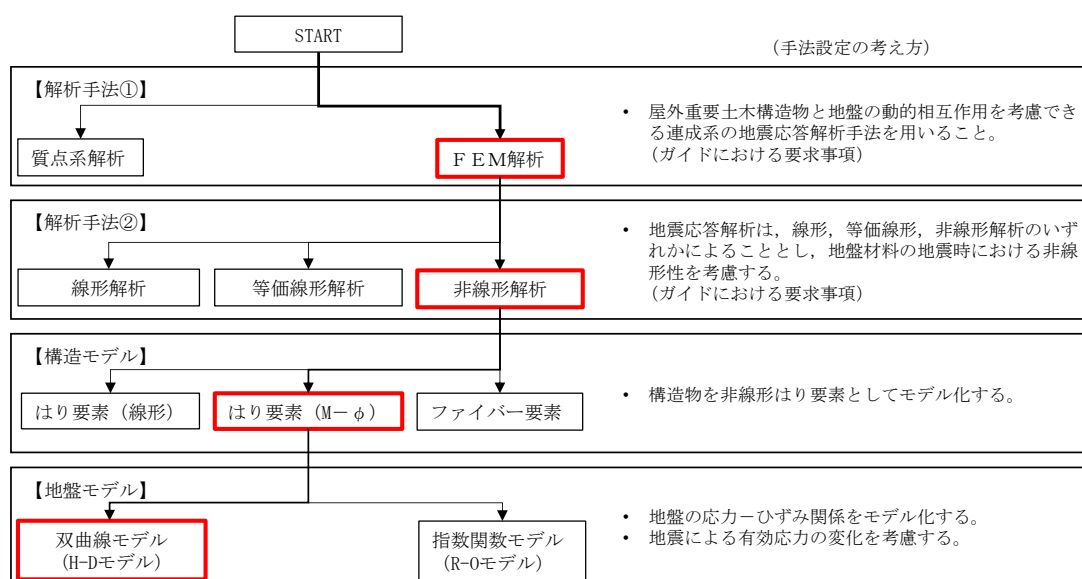 START
(手法設定の考え方)
【解析手法①】
質点系解析
ＦＥＭ解析
• 屋外重要土木構造物と地盤の動的相互作用を考慮でき
る連成系の地震応答解析手法を用いること。
(ガイドにおける要求事項)
【解析手法②】
線形解析
等価線形解析
非線形解析
• 地震応答解析は，線形，等価線形，非線形解析のいず
れかによることとし，地盤材料の地震時における非線
形性を考慮する。
(ガイドにおける要求事項)
【構造モデル】
はり要素（線形）
はり要素（M－φ）
ファイバー要素
• 構造物を非線形はり要素としてモデル化する。
【地盤モデル】
双曲線モデル
(H-Dモデル)
指数関数モデル
(R-Oモデル)
• 地盤の応力－ひずみ関係をモデル化する。
• 地震による有効応力の変化を考慮する。